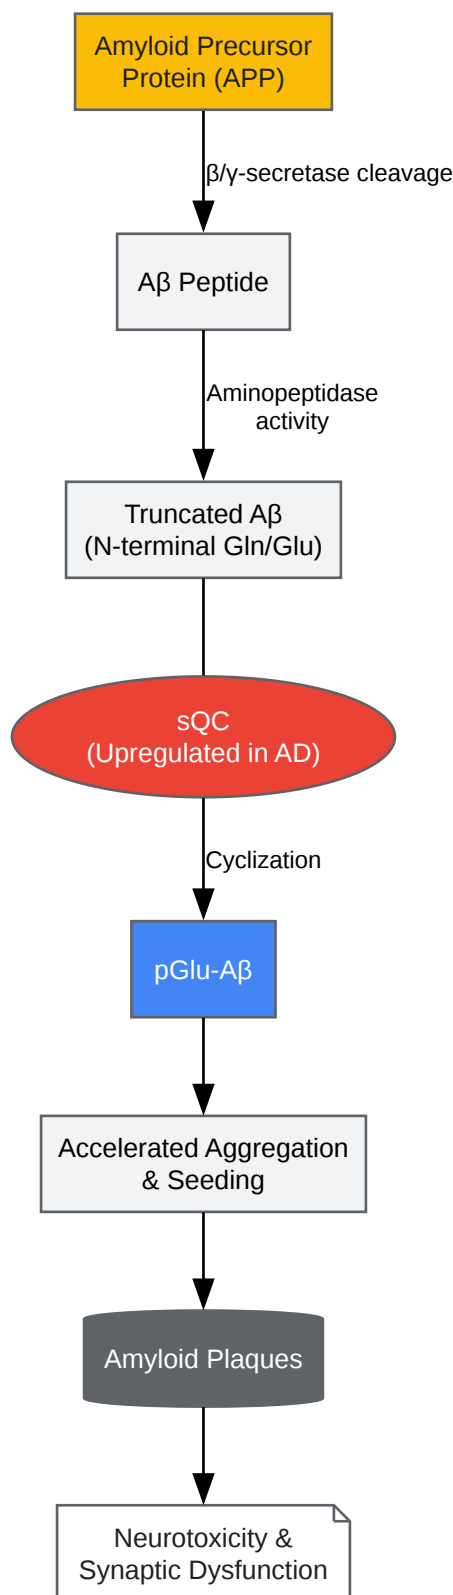 Amyloid Precursor
Protein (APP)
β/γ-secretase cleavage
Aβ Peptide
Aminopeptidase
activity
Truncated Aβ
(N-terminal Gln/Glu)
sQC
(Upregulated in AD)
Cyclization
pGlu-Aβ
Accelerated Aggregation
& Seeding
Amyloid Plaques
Neurotoxicity &
Synaptic Dysfunction